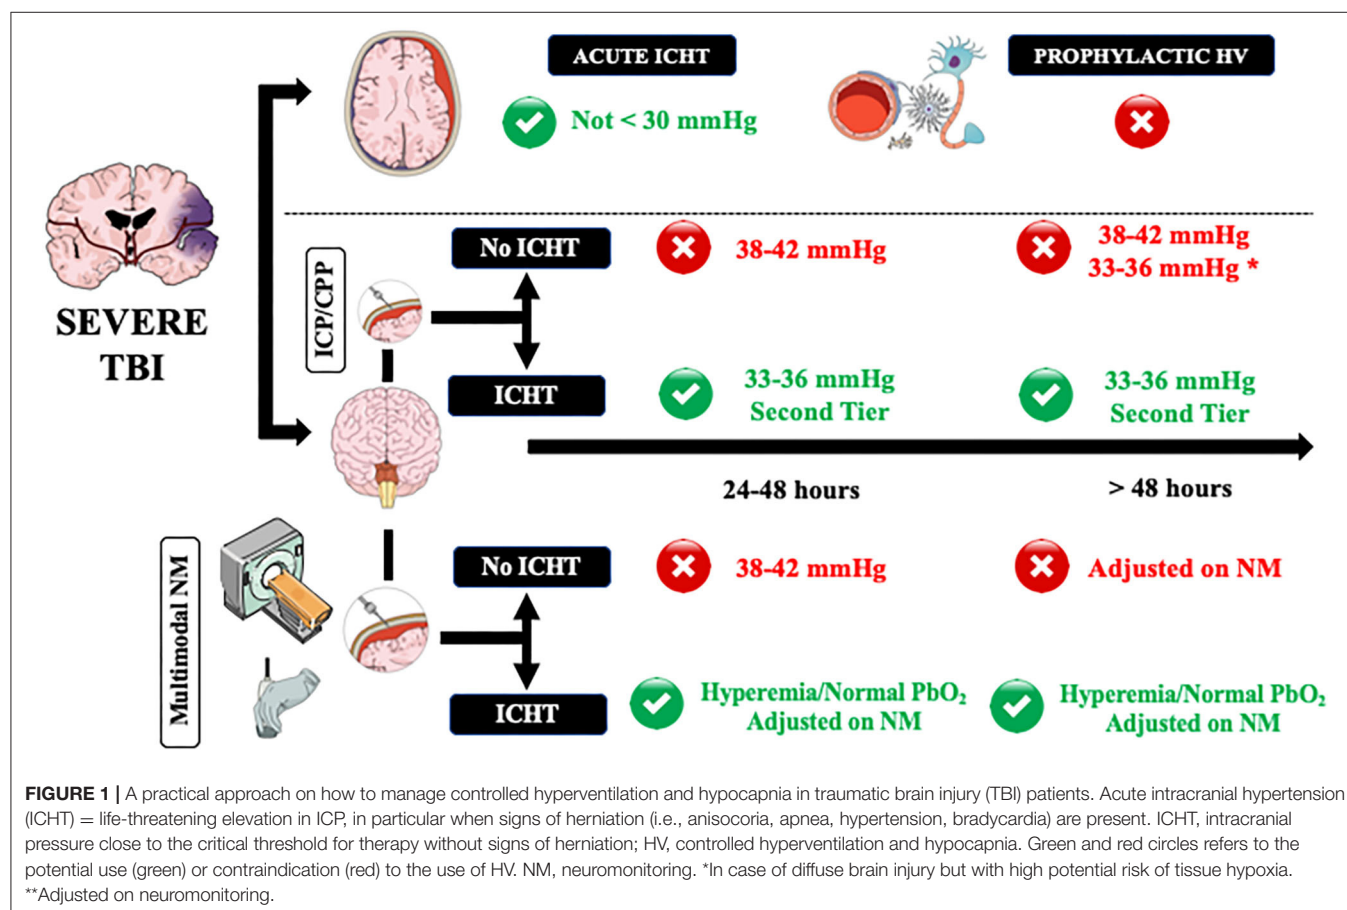 ACUTE ICHT
PROPHYLACTIC HV
Not < 30 mmHg
SEVERE
TBI
ICP/CPP
No ICHT
38-42 mmHg
38-42 mmHg
33-36 mmHg *
ICHT
33-36 mmHg
Second Tier
33-36 mmHg
Second Tier
24-48 hours
> 48 hours
Multimodal NM
No ICHT
38-42 mmHg
Adjusted on NM
ICHT
Hyperemia/Normal PbO₂
Adjusted on NM
Hyperemia/Normal PbO₂
Adjusted on NM
FIGURE 1 | A practical approach on how to manage controlled hyperventilation and hypocapnia in traumatic brain injury (TBI) patients. Acute intracranial hypertension
(ICHT) = life-threatening elevation in ICP, in particular when signs of herniation (i.e., anisocoria, apnea, hypertension, bradycardia) are present. ICHT, intracranial
pressure close to the critical threshold for therapy without signs of herniation; HV, controlled hyperventilation and hypocapnia. Green and red circles refers to the
potential use (green) or contraindication (red) to the use of HV. NM, neuromonitoring. *In case of diffuse brain injury but with high potential risk of tissue hypoxia.
**Adjusted on neuromonitoring.